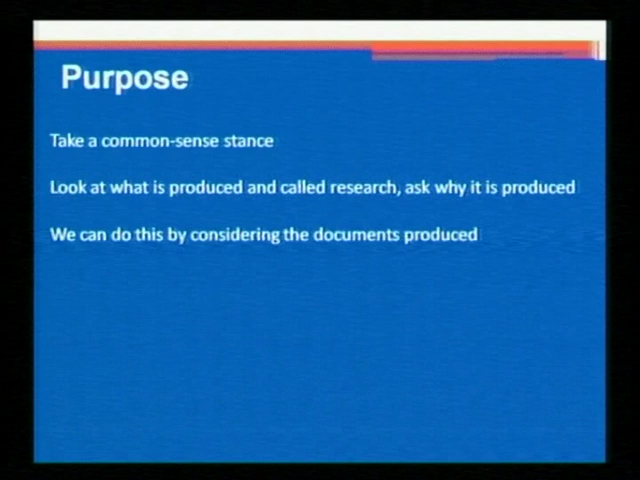 Purpose
Take a common-sense stance
Look at what is produced and called research, ask why it is produced
We can do this by considering the documents produced